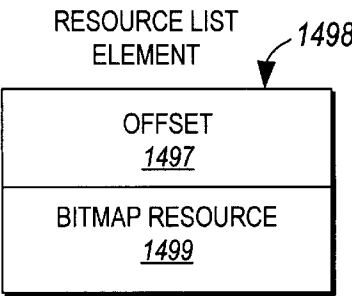 RESOURCE LIST
ELEMENT
1498
OFFSET
1497
BITMAP RESOURCE
1499